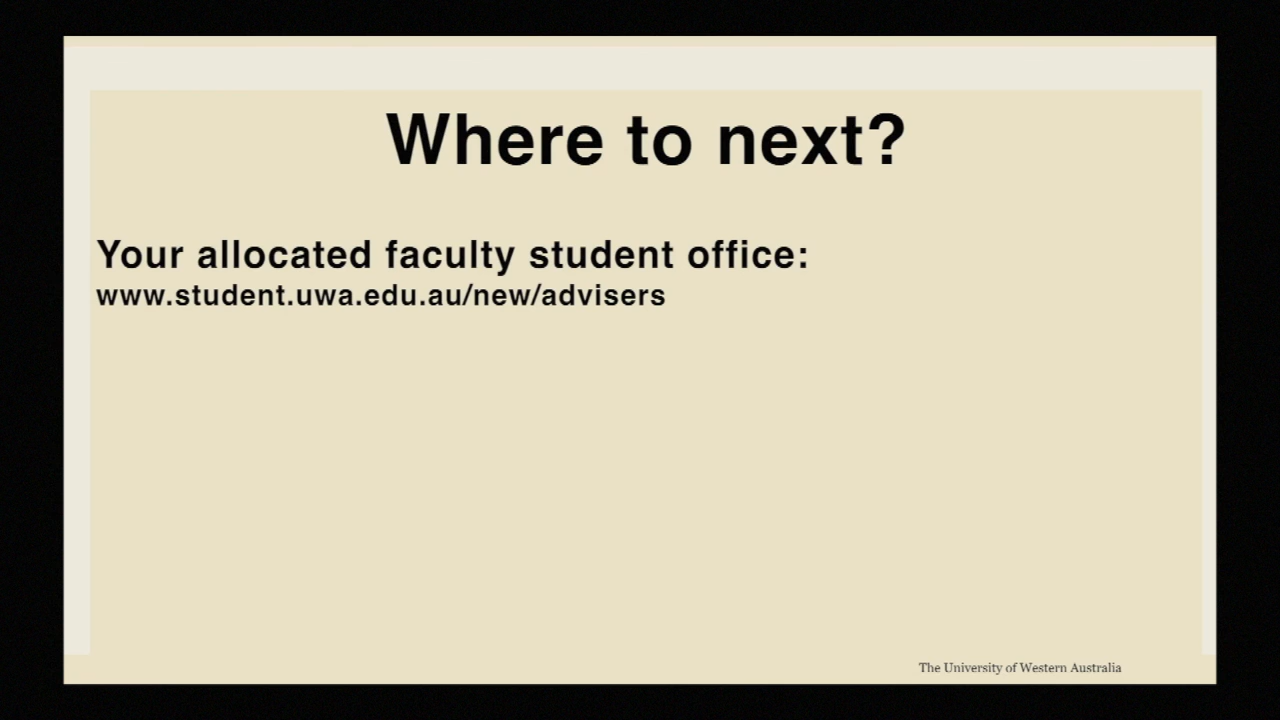 Where to next?
Your allocated faculty student office:
www.student.uwa.edu.au/new/advisers
The University of Western Australia